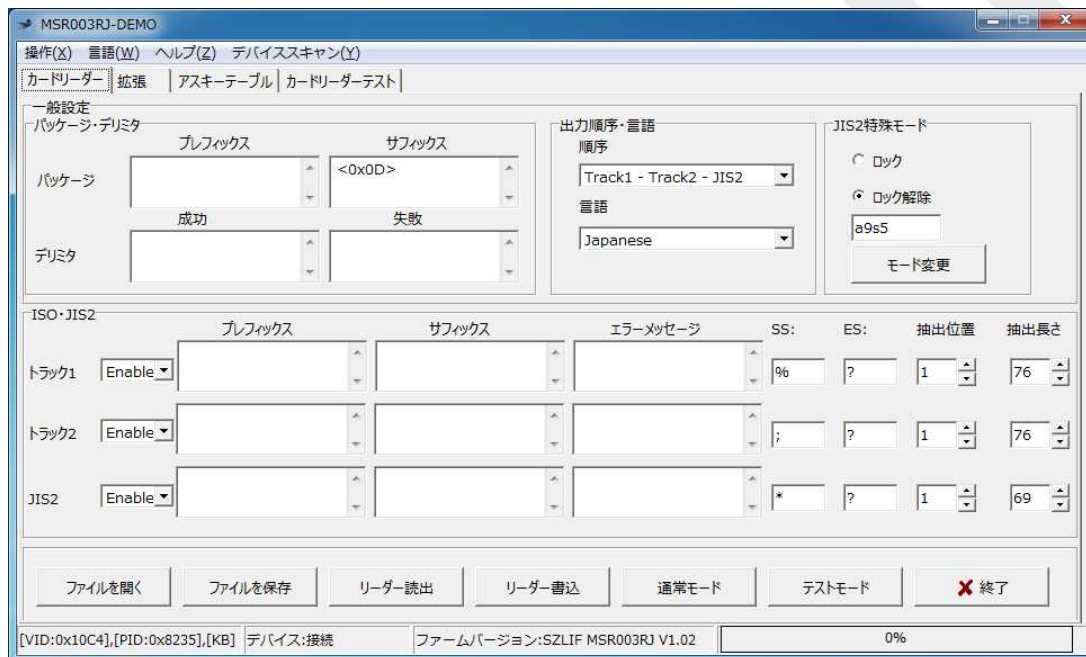 MSR003RJ-DEMO
操作(X) 言語(W) ヘルプ(Z) デバイススキャン(Y)
カードリーダー 拡張 アスキーテーブル カードリーダーテスト
一般設定
パッケージ・デリミタ
プレフィックス サフィックス
パッケージ <0x0D>
成功 失敗
デリミタ
出力順序・言語
順序
Track1 - Track2 - JIS2
言語
Japanese
JIS2特殊モード
ロック
ロック解除
a9s5
モード変更
ISO・JIS2
プレフィックス サフィックス エラーメッセージ SS: ES: 抽出位置 抽出長さ
トラック1 Enable % ? 1 76
トラック2 Enable ; ? 1 76
JIS2 Enable * ? 1 69
ファイルを開く ファイルを保存 リーダー読出 リーダー書込 通常モード テストモード 終了
[VID:0x10C4],[PID:0x8235],[KB] デバイス:接続 ファームバージョン:SZLIF MSR003RJ V1.02 0%